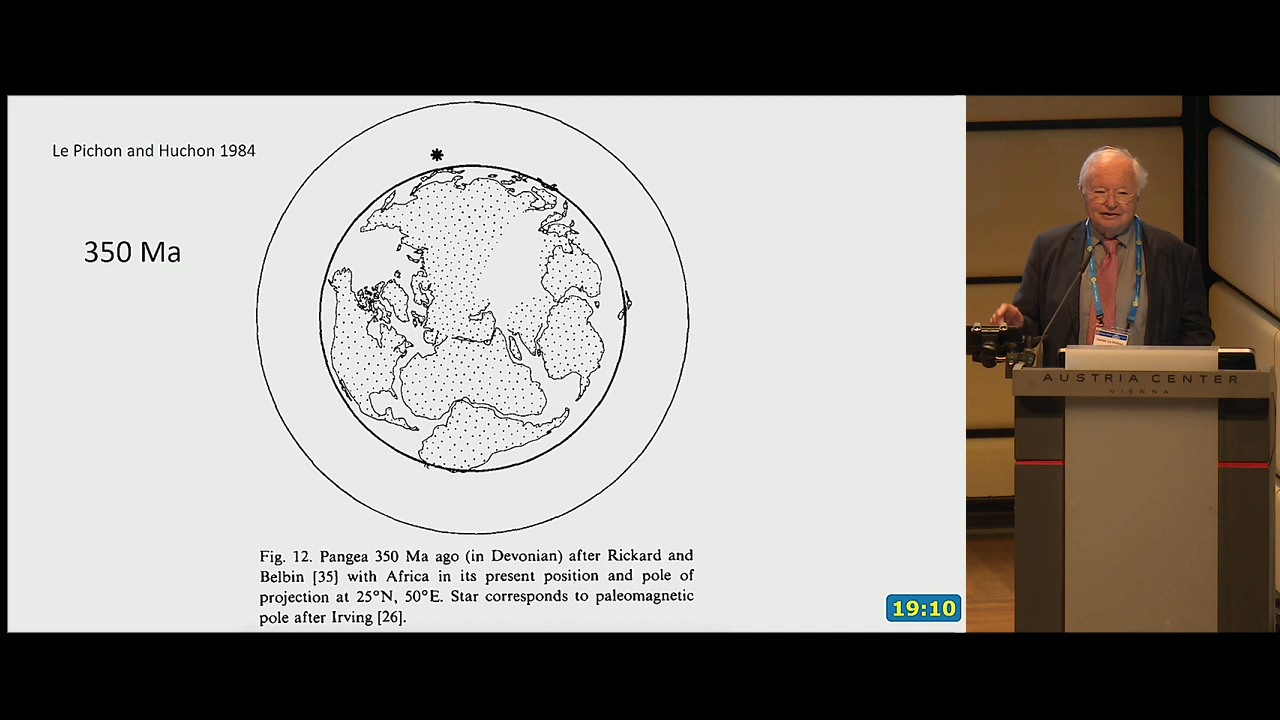 Le Pichon and Huchon 1984
350 Ma
Fig. 12. Pangea 350 Ma ago (in Devonian) after Rickard and
Belbin [35] with Africa in its present position and pole of
projection at 25°N, 50°E. Star corresponds to paleomagnetic
pole after Irving [26].
19:10
AUSTRIA CENTER
VIENNA